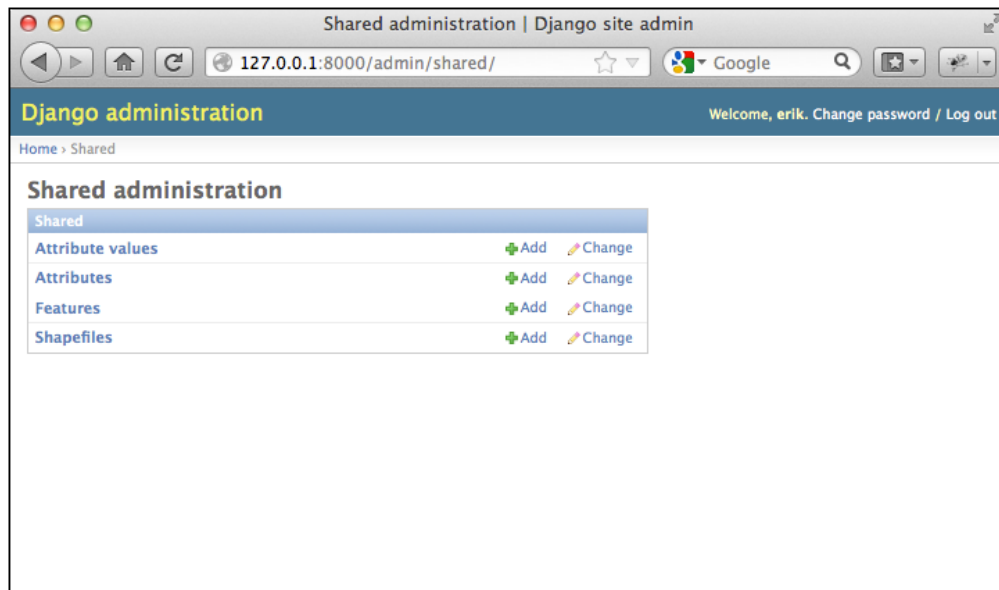 Shared administration | Django site admin
127.0.0.1:8000/admin/shared/
Google
Django administration
Welcome, erik. Change password / Log out
Home › Shared
Shared administration
Shared
Attribute values Add Change
Attributes Add Change
Features Add Change
Shapefiles Add Change